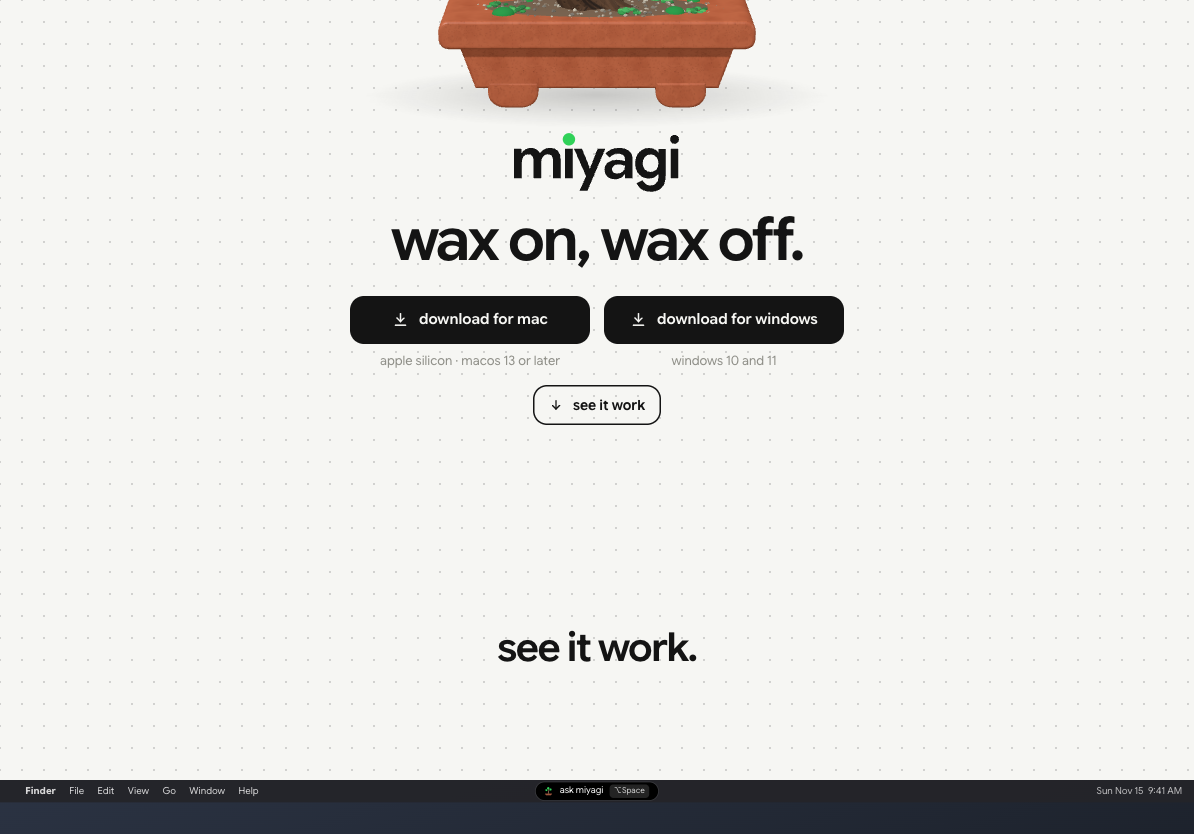 miyagi
wax on, wax off.
download for mac
download for windows
apple silicon · macos 13 or later
windows 10 and 11
see it work
see it work.
Finder File Edit View Go Window Help
ask miyagi ⌥Space
Sun Nov 15 9:41 AM